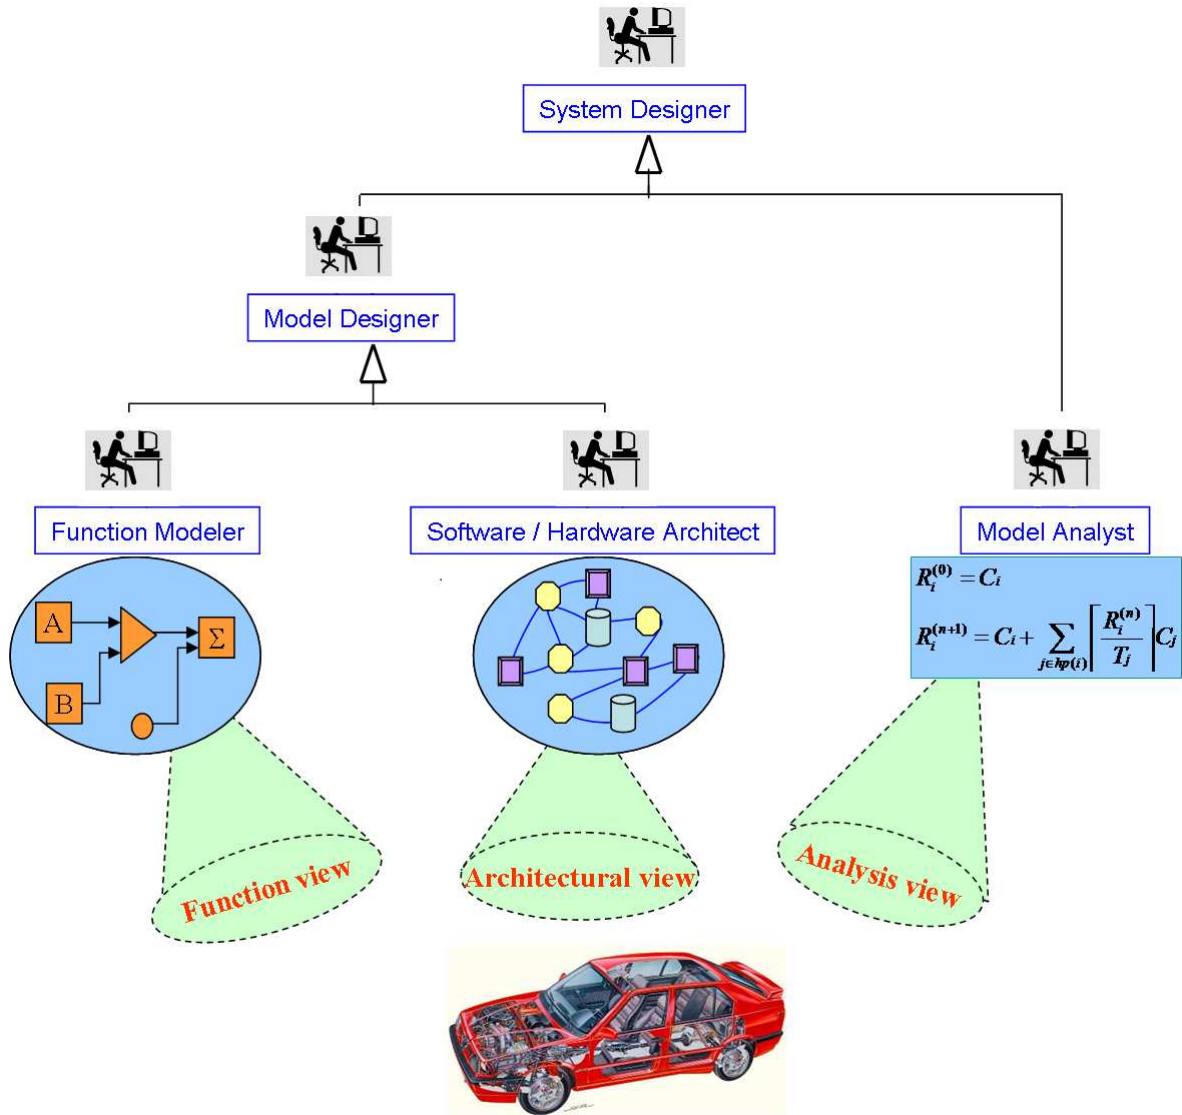 System Designer
Model Designer
Function Modeler
Software / Hardware Architect
Model Analyst
A
B
Σ
R_i^{(0)} = C_i
R_i^{(n+1)} = C_i + \sum_{j∈hp(i)} ⌈R_i^{(n)} / T_j⌉ C_j
Function view
Architectural view
Analysis view